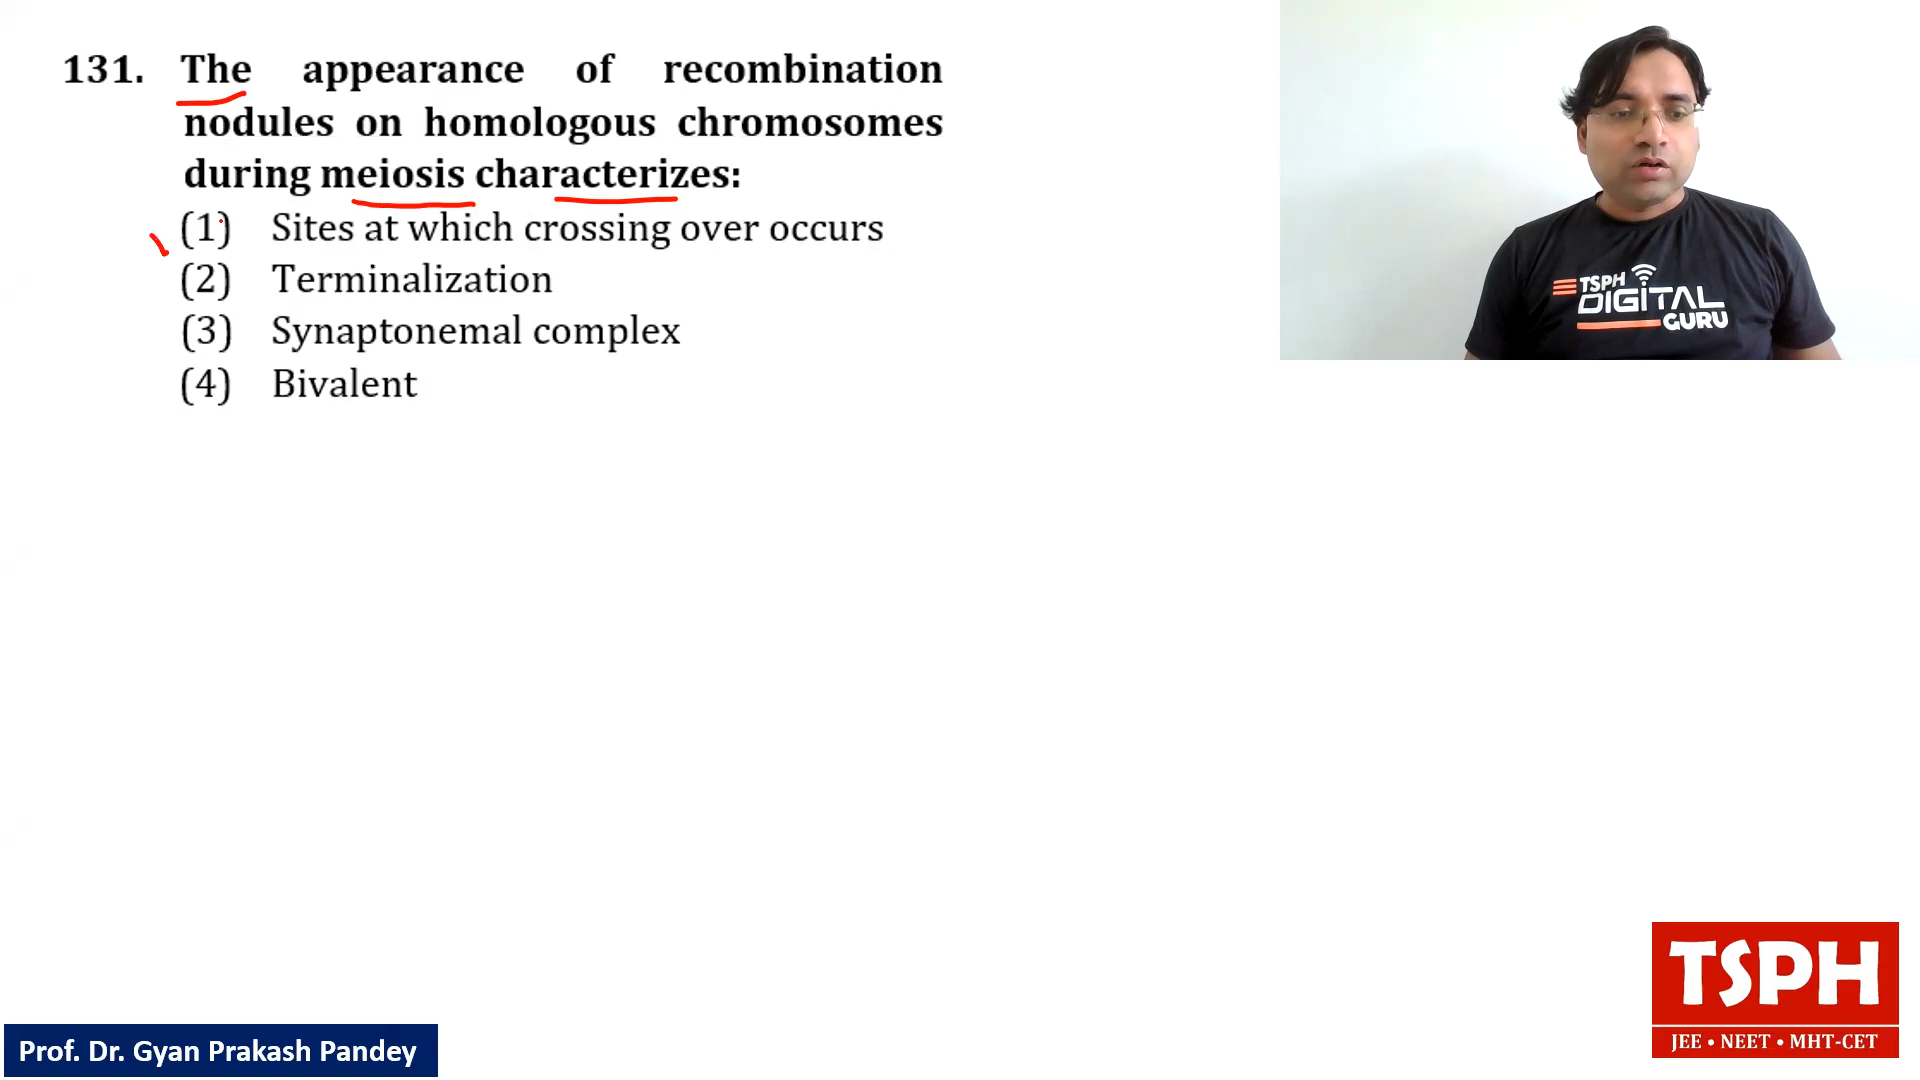 131. The appearance of recombination
nodules on homologous chromosomes
during meiosis characterizes:
(1) Sites at which crossing over occurs
(2) Terminalization
(3) Synaptonemal complex
(4) Bivalent
TSPH
DIGITAL
GURU
TSPH
JEE • NEET • MHT-CET
Prof. Dr. Gyan Prakash Pandey